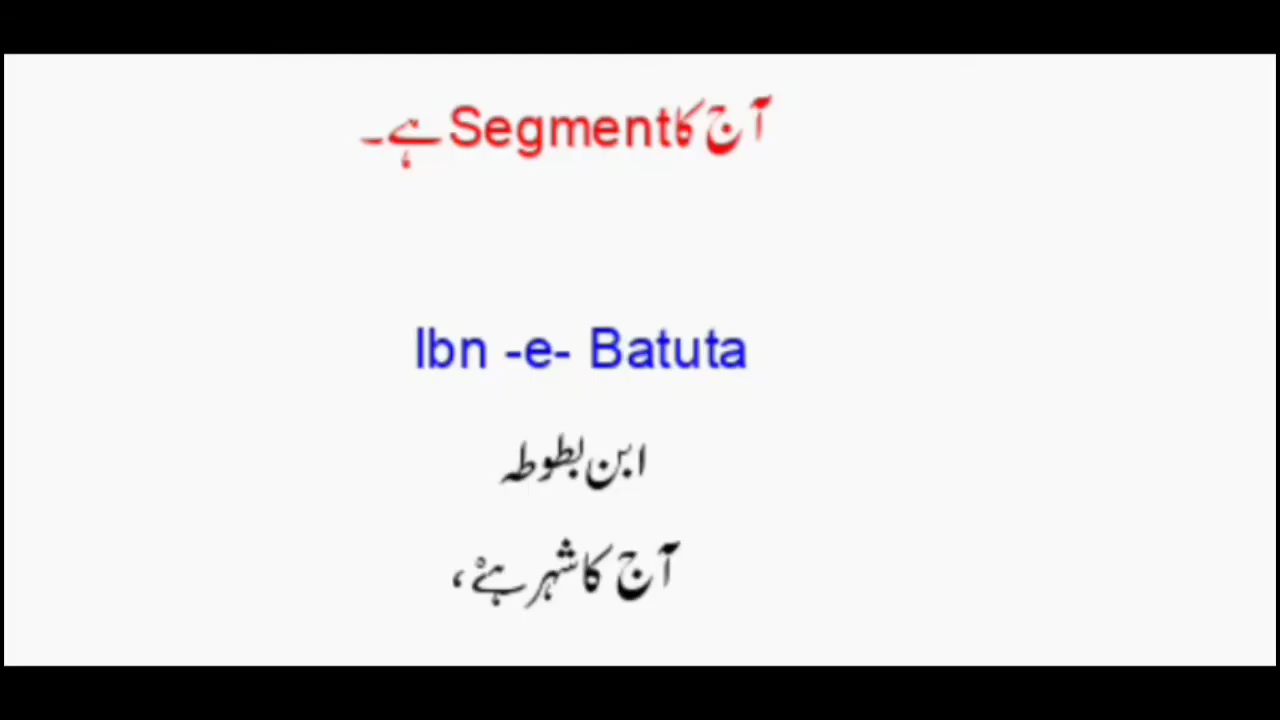 آج کا Segment ہے۔
Ibn -e- Batuta
ابن بطوطہ
آج کا شہر ہےْ،